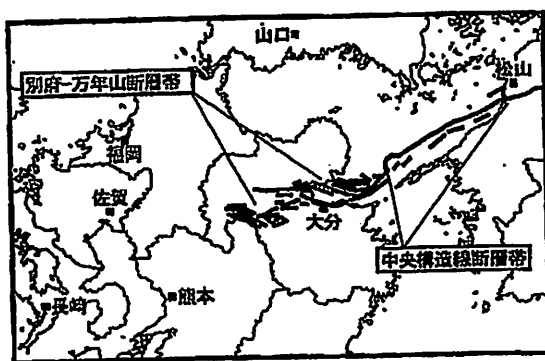 山口
松山
別府-万年山断層帯
福岡
佐賀
大分
中央構造線断層帯
熊本
長崎